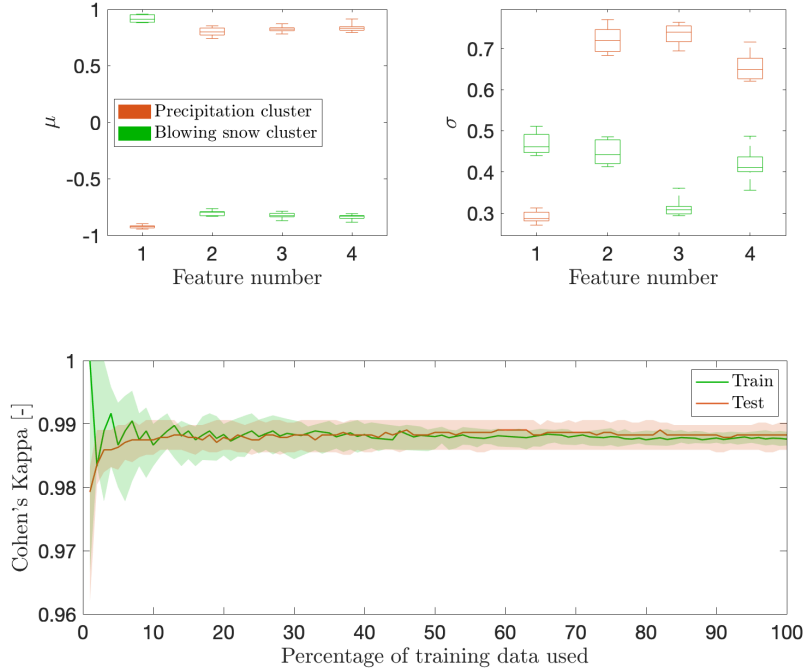 1
0.5
0
-0.5
-1
μ
Precipitation cluster
Blowing snow cluster
1 2 3 4
Feature number
0.7
0.6
0.5
0.4
0.3
σ
1 2 3 4
Feature number
1
0.99
0.98
0.97
0.96
Cohen's Kappa [-]
Train
Test
0 10 20 30 40 50 60 70 80 90 100
Percentage of training data used